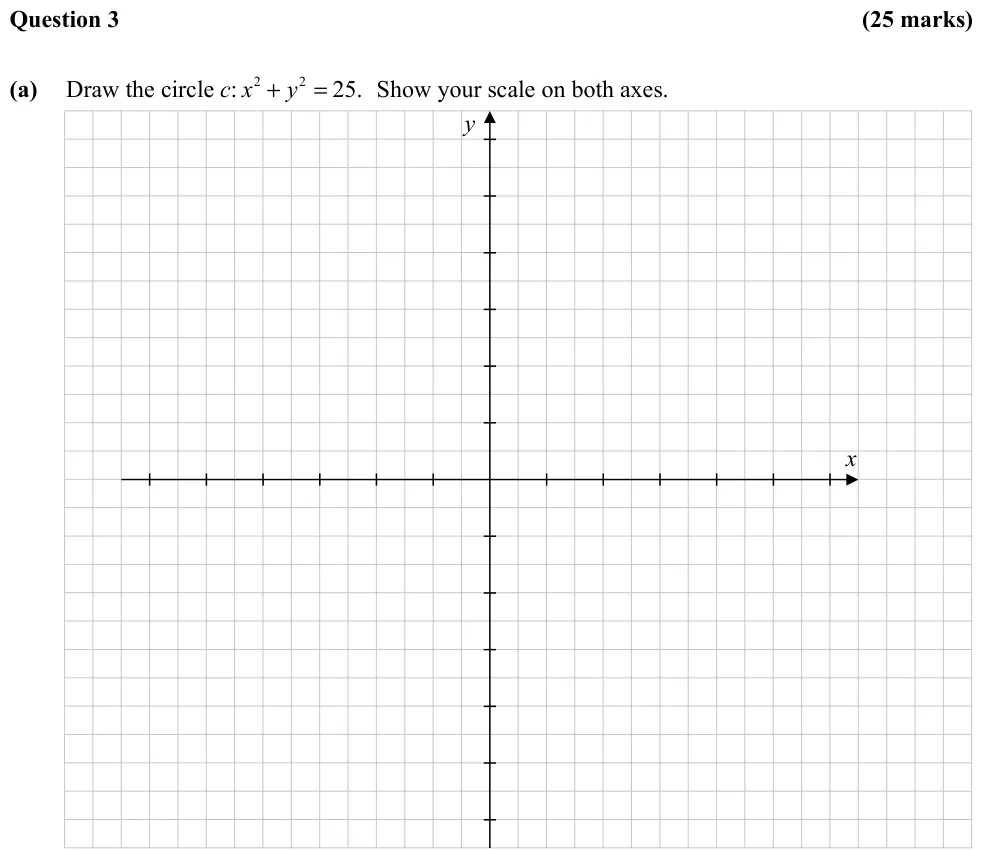 Question 3 (25 marks)
(a) Draw the circle c: x² + y² = 25. Show your scale on both axes.
y
x